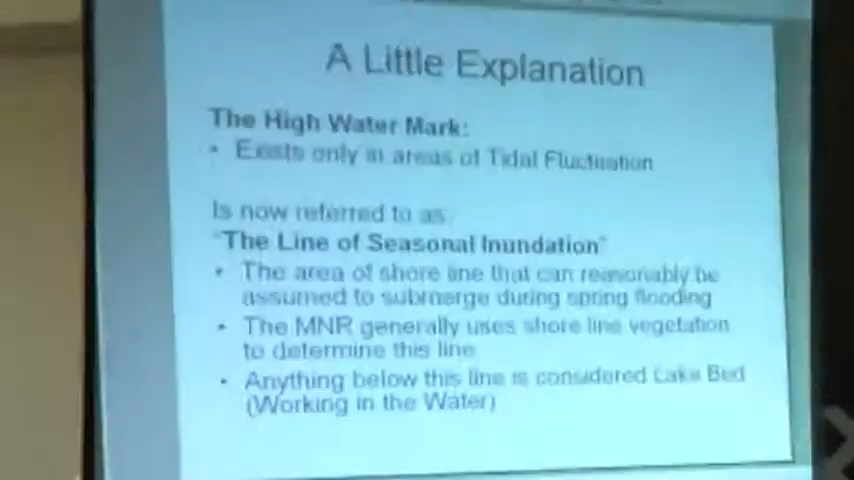 A Little Explanation
The High Water Mark:
• Exists only in areas of Tidal Fluctuation
Is now referred to as:
"The Line of Seasonal Inundation"
• The area of shore line that can reasonably be
assumed to submerge during spring flooding
• The MNR generally uses shore line vegetation
to determine this line
• Anything below this line is considered Lake Bed
(Working in the Water)